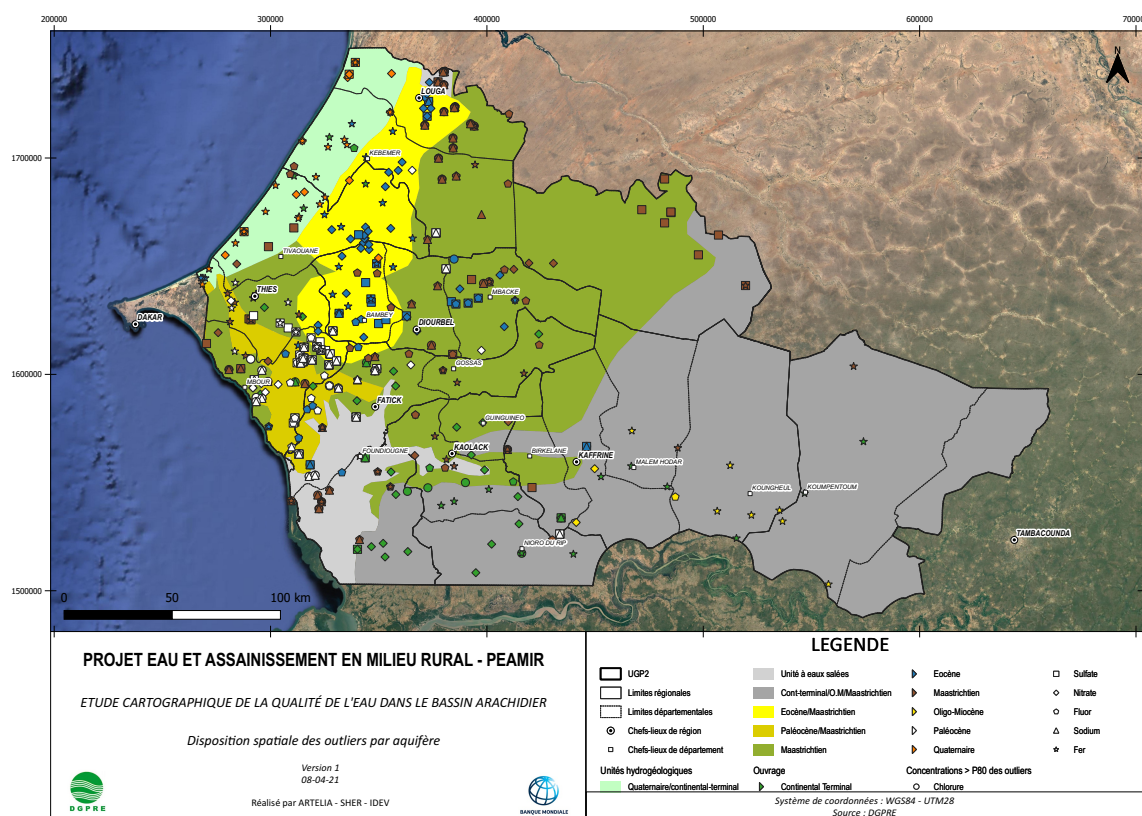 200000 300000 400000 500000 600000 700000
1700000
1600000
1500000
N
LOUGA
KEBEMER
TIVAOUANE
THIES
DAKAR
MBACKE
BAMBEY
DIOURBEL
GOSSAS
MBOUR
FATICK
GUINGUINEO
FOUNDIOUGNE
KAOLACK
BIRKELANE
KAFFRINE
MALEM HODAR
KOUNGHEUL
KOUMPENTOUM
NIORO DU RIP
TAMBACOUNDA
0 50 100 km
PROJET EAU ET ASSAINISSEMENT EN MILIEU RURAL - PEAMIR
ETUDE CARTOGRAPHIQUE DE LA QUALITÉ DE L'EAU DANS LE BASSIN ARACHIDIER
Disposition spatiale des outliers par aquifère
Version 1
08-04-21
Réalisé par ARTELIA - SHER - IDEV
DGPRE
BANQUE MONDIALE
LEGENDE
UGP2
Limites régionales
Limites départementales
Chefs-lieux de région
Chefs-lieux de département
Unités hydrogéologiques
Quaternaire/continental-terminal
Unité à eaux salées
Cont-terminal/O.M/Maastrichtien
Eocène/Maastrichtien
Paléocène/Maastrichtien
Maastrichtien
Ouvrage
Continental Terminal
Eocène
Maastrichtien
Oligo-Miocène
Paléocène
Quaternaire
Concentrations > P80 des outliers
Chlorure
Sulfate
Nitrate
Fluor
Sodium
Fer
Système de coordonnées : WGS84 - UTM28
Source : DGPRE